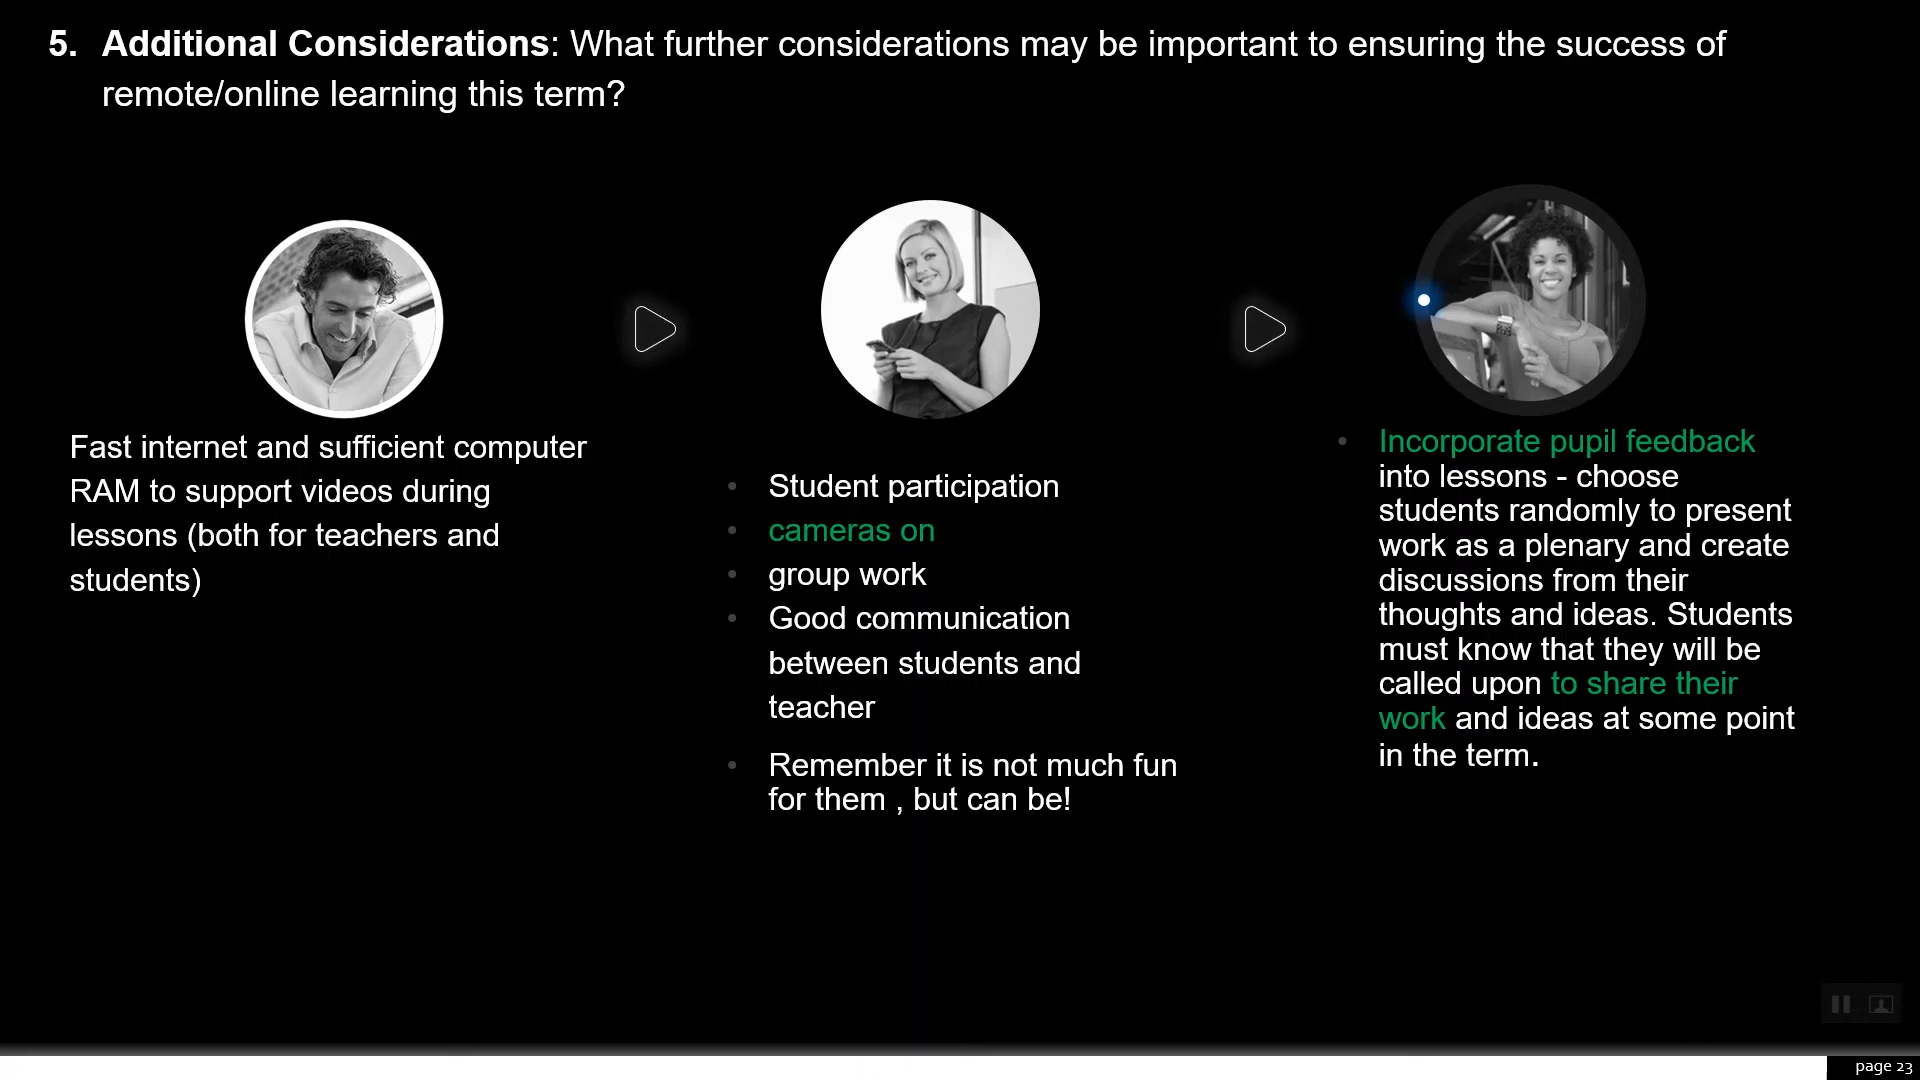 5. Additional Considerations: What further considerations may be important to ensuring the success of
remote/online learning this term?
Fast internet and sufficient computer
RAM to support videos during
lessons (both for teachers and
students)
• Student participation
• cameras on
• group work
• Good communication
between students and
teacher
• Remember it is not much fun
for them , but can be!
• Incorporate pupil feedback
into lessons - choose
students randomly to present
work as a plenary and create
discussions from their
thoughts and ideas. Students
must know that they will be
called upon to share their
work and ideas at some point
in the term.
page 23